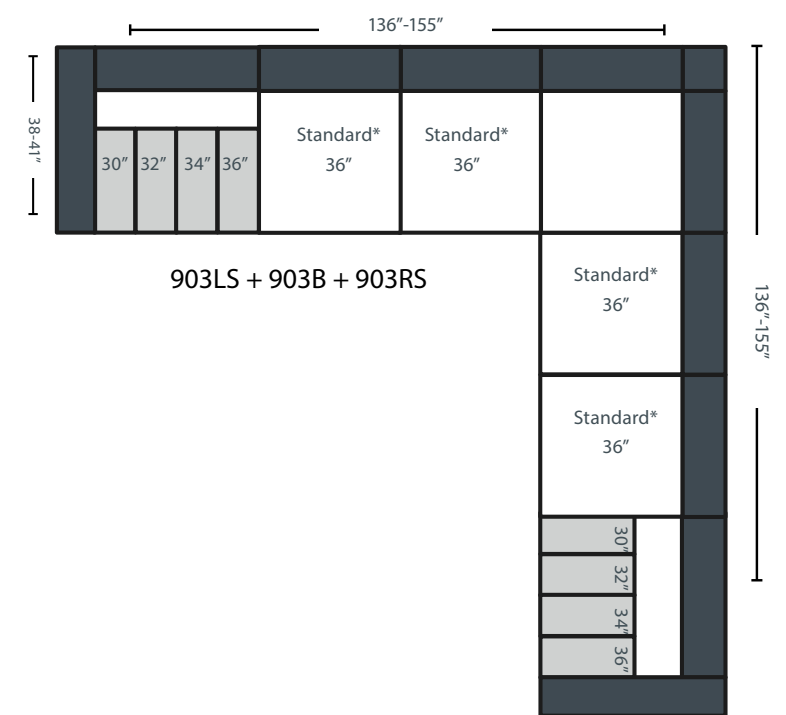 136”-155”
38-41”
30” 32” 34” 36”
Standard*
36”
Standard*
36”
903LS + 903B + 903RS
Standard*
36”
136”-155”
Standard*
36”
30”
32”
34”
36”